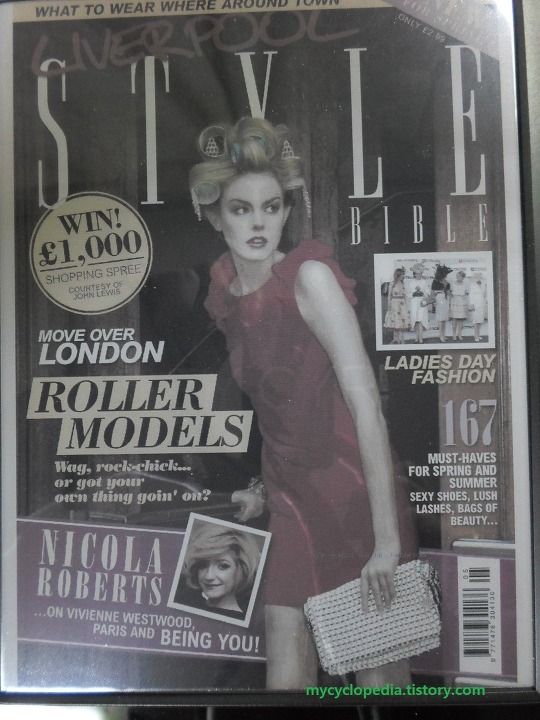 WHAT TO WEAR WHERE AROUND TOWN
ONLY £2.99
LIVERPOOL
STYLE
BIBLE
WIN!
£1,000
SHOPPING SPREE
COURTESY OF
JOHN LEWIS
MOVE OVER
LONDON
ROLLER
MODELS
Wag, rock-chick...
or got your
own thing goin' on?
LADIES DAY
FASHION
167
MUST-HAVES
FOR SPRING AND
SUMMER
SEXY SHOES, LUSH
LASHES, BAGS OF
BEAUTY...
NICOLA
ROBERTS
...ON VIVIENNE WESTWOOD,
PARIS AND BEING YOU!
mycyclopedia.tistory.com